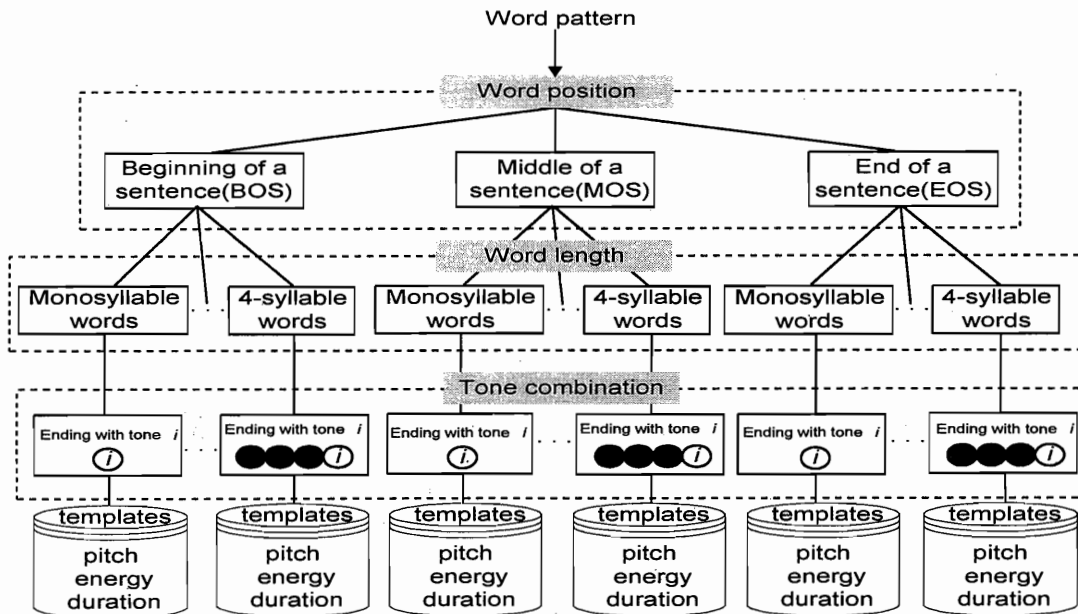 Word pattern
Word position
Beginning of a
sentence(BOS)
Middle of a
sentence(MOS)
End of a
sentence(EOS)
Word length
Monosyllable
words
. . .
4-syllable
words
Monosyllable
words
. . .
4-syllable
words
Monosyllable
words
. . .
4-syllable
words
Tone combination
Ending with tone i
i
. . .
Ending with tone i
i
Ending with tone i
i
. . .
Ending with tone i
i
Ending with tone i
i
. . .
Ending with tone i
i
templates
pitch
energy
duration
templates
pitch
energy
duration
templates
pitch
energy
duration
templates
pitch
energy
duration
templates
pitch
energy
duration
templates
pitch
energy
duration